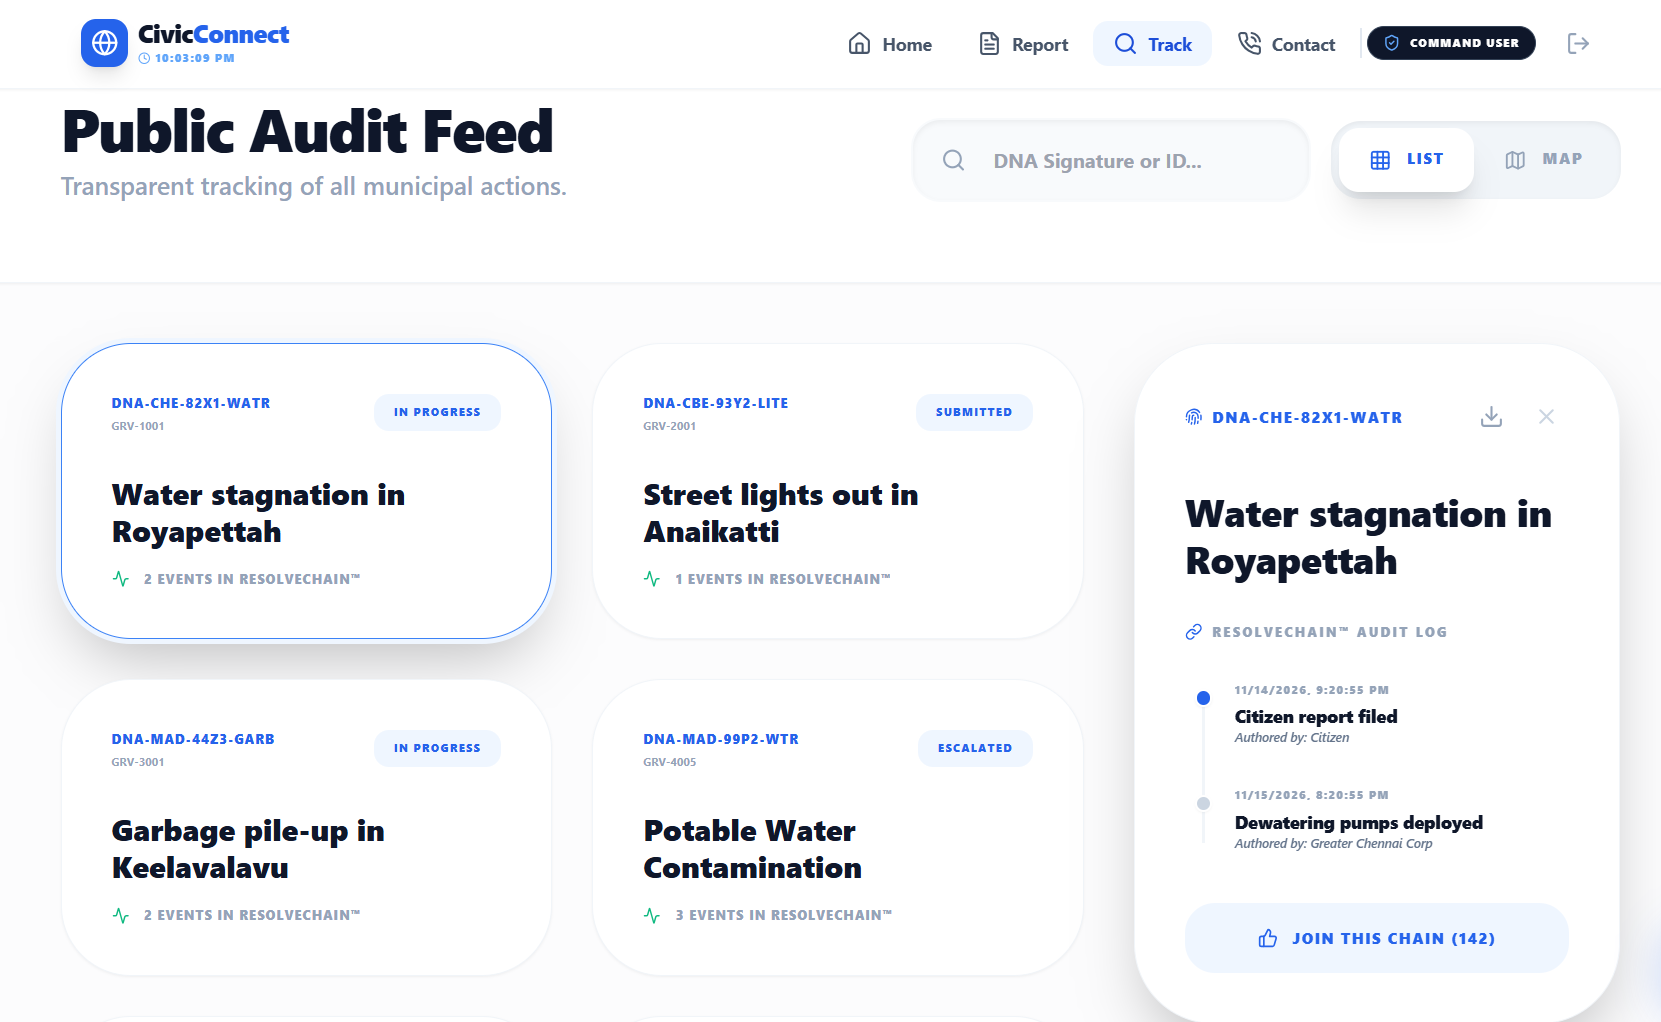 CivicConnect
10:03:09 PM
Home
Report
Track
Contact
COMMAND USER
Public Audit Feed
Transparent tracking of all municipal actions.
DNA Signature or ID...
LIST
MAP
DNA-CHE-82X1-WATR
GRV-1001
IN PROGRESS
Water stagnation in
Royapettah
2 EVENTS IN RESOLVECHAIN™
DNA-CBE-93Y2-LITE
GRV-2001
SUBMITTED
Street lights out in
Anaikatti
1 EVENTS IN RESOLVECHAIN™
DNA-MAD-44Z3-GARB
GRV-3001
IN PROGRESS
Garbage pile-up in
Keelavalavu
2 EVENTS IN RESOLVECHAIN™
DNA-MAD-99P2-WTR
GRV-4005
ESCALATED
Potable Water
Contamination
3 EVENTS IN RESOLVECHAIN™
DNA-CHE-82X1-WATR
Water stagnation in
Royapettah
RESOLVECHAIN™ AUDIT LOG
11/14/2026, 9:20:55 PM
Citizen report filed
Authored by: Citizen
11/15/2026, 8:20:55 PM
Dewatering pumps deployed
Authored by: Greater Chennai Corp
JOIN THIS CHAIN (142)